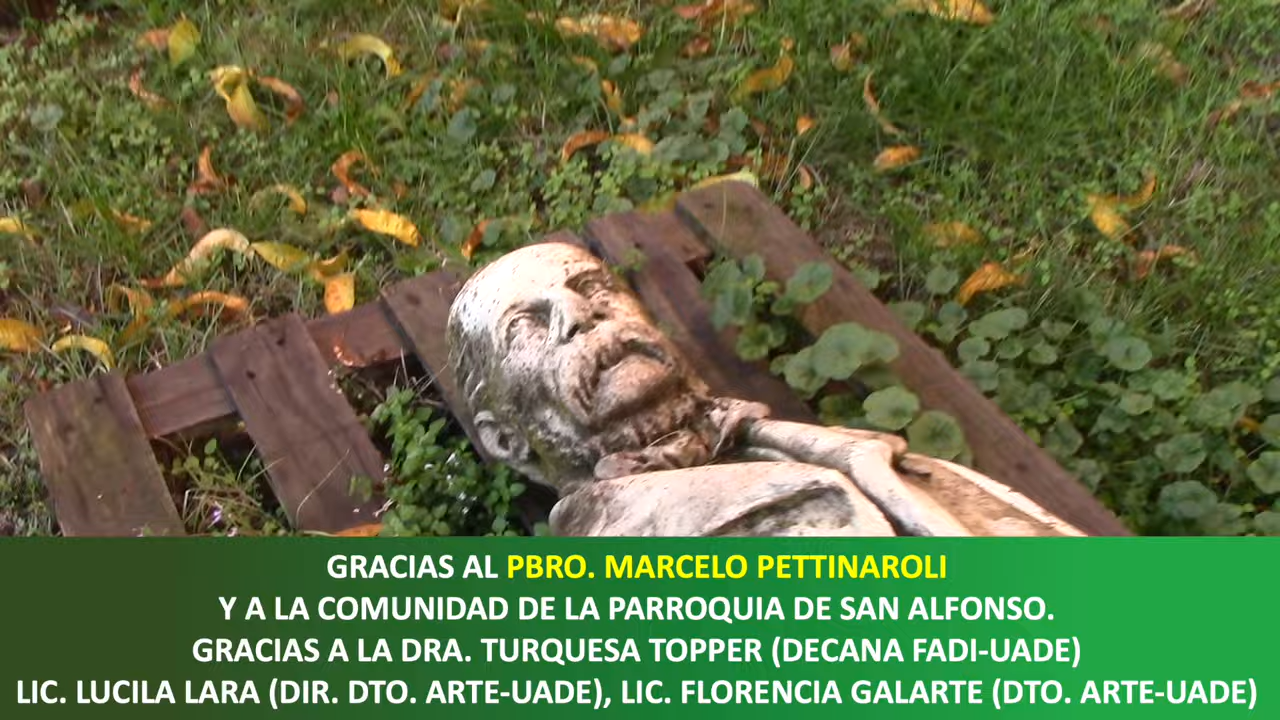 GRACIAS AL PBRO. MARCELO PETTINAROLI
Y A LA COMUNIDAD DE LA PARROQUIA DE SAN ALFONSO.
GRACIAS A LA DRA. TURQUESA TOPPER (DECANA FADI-UADE)
LIC. LUCILA LARA (DIR. DTO. ARTE-UADE), LIC. FLORENCIA GALARTE (DTO. ARTE-UADE)